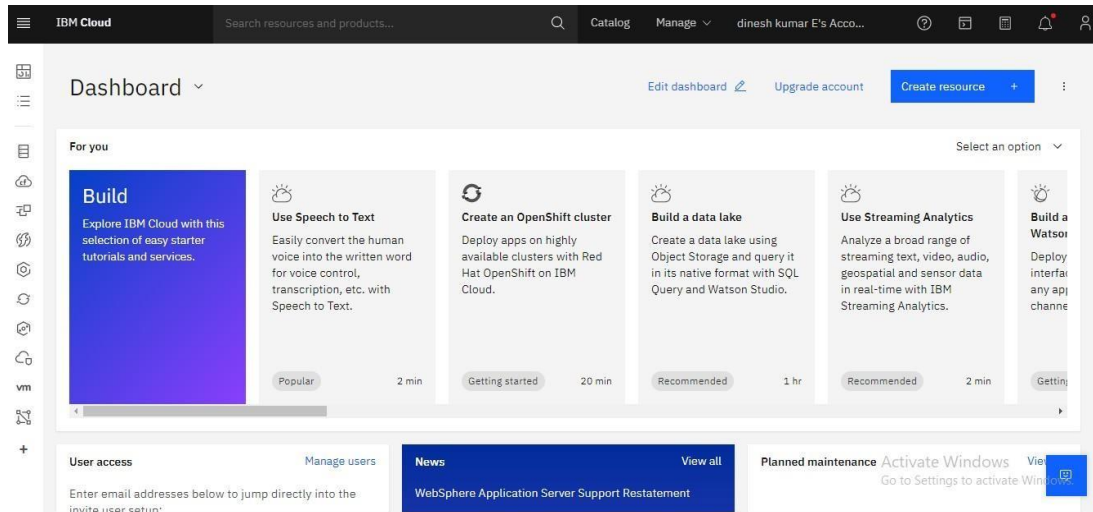 IBM Cloud
Search resources and products...
Catalog
Manage
dinesh kumar E's Acco...
Dashboard
Edit dashboard
Upgrade account
Create resource +
For you
Select an option
Build
Explore IBM Cloud with this
selection of easy starter
tutorials and services.
Use Speech to Text
Easily convert the human
voice into the written word
for voice control,
transcription, etc. with
Speech to Text.
Popular
2 min
Create an OpenShift cluster
Deploy apps on highly
available clusters with Red
Hat OpenShift on IBM
Cloud.
Getting started
20 min
Build a data lake
Create a data lake using
Object Storage and query it
in its native format with SQL
Query and Watson Studio.
Recommended
1 hr
Use Streaming Analytics
Analyze a broad range of
streaming text, video, audio,
geospatial and sensor data
in real-time with IBM
Streaming Analytics.
Recommended
2 min
Build a
Deploy
any
vm
User access
Manage users
Enter email addresses below to jump directly into the
invite user setup:
News
View all
WebSphere Application Server Support Restatement
Planned maintenance
Activate Windows
Go to Settings to activate Windows.